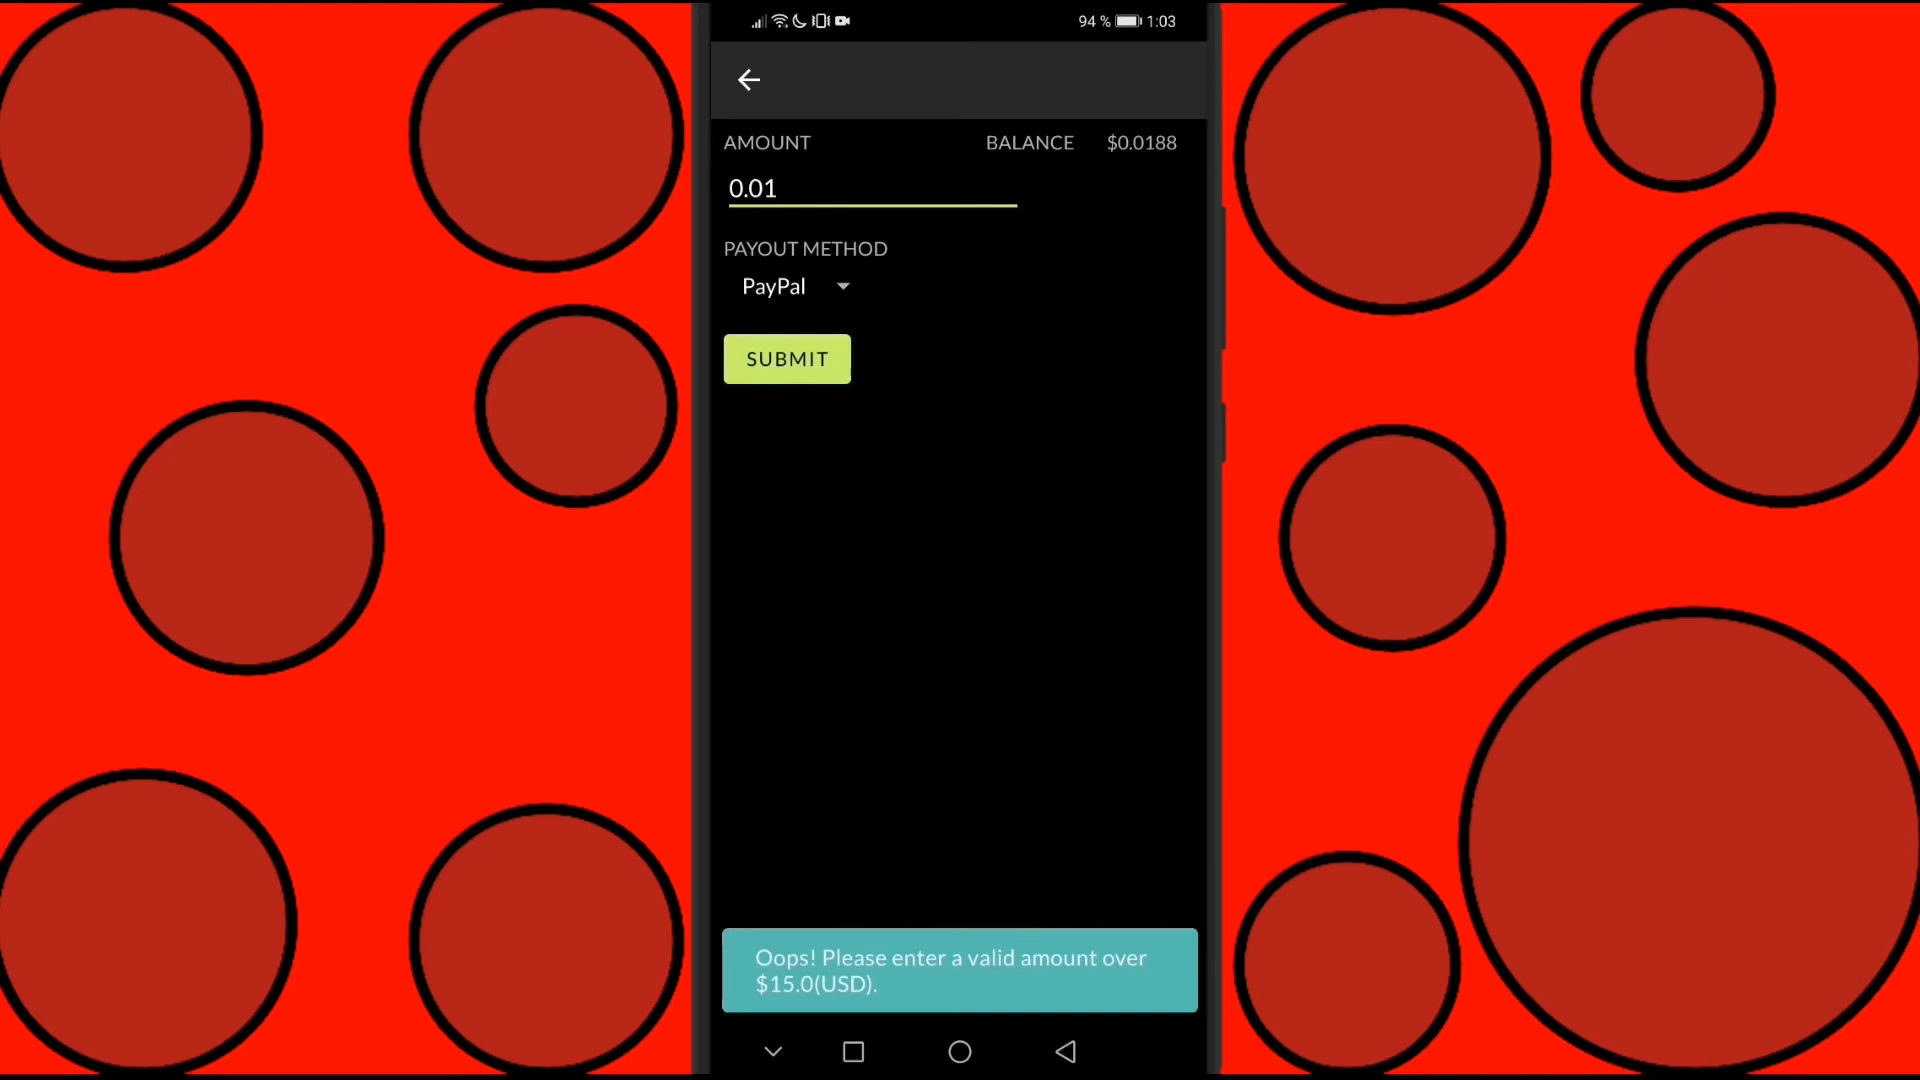 94 % 1:03
AMOUNT BALANCE $0.0188
0.01
PAYOUT METHOD
PayPal
SUBMIT
Oops! Please enter a valid amount over
$15.0(USD).